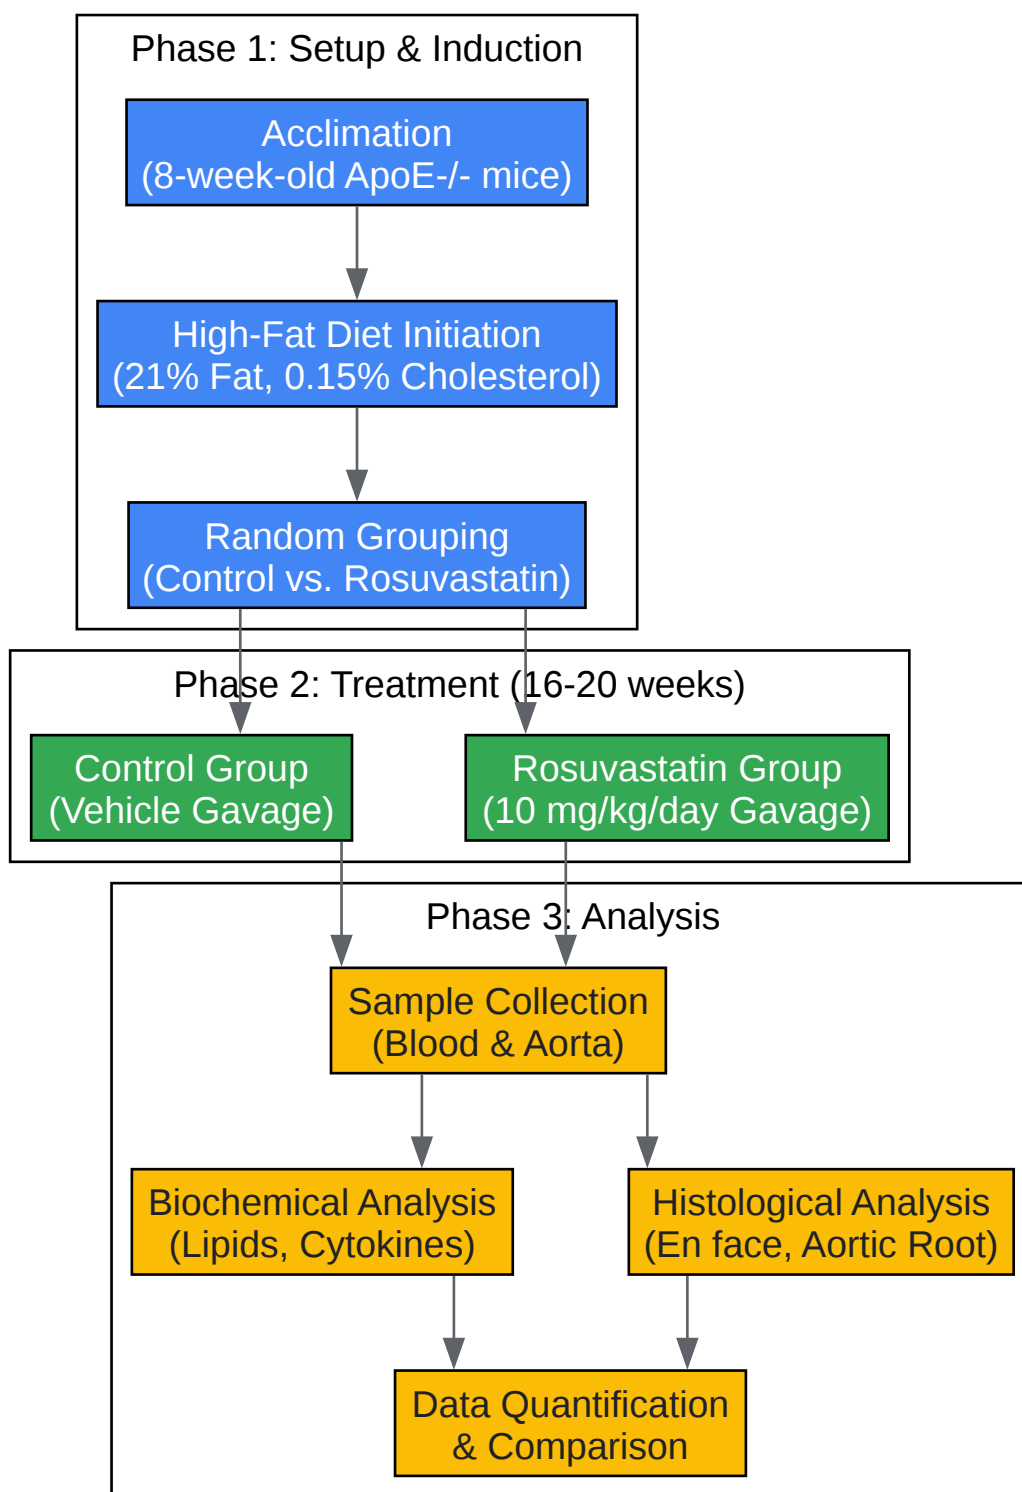 Phase 1: Setup & Induction
Acclimation
(8-week-old ApoE-/- mice)
High-Fat Diet Initiation
(21% Fat, 0.15% Cholesterol)
Random Grouping
(Control vs. Rosuvastatin)
Phase 2: Treatment (16-20 weeks)
Control Group
(Vehicle Gavage)
Rosuvastatin Group
(10 mg/kg/day Gavage)
Phase 3: Analysis
Sample Collection
(Blood & Aorta)
Biochemical Analysis
(Lipids, Cytokines)
Histological Analysis
(En face, Aortic Root)
Data Quantification
& Comparison